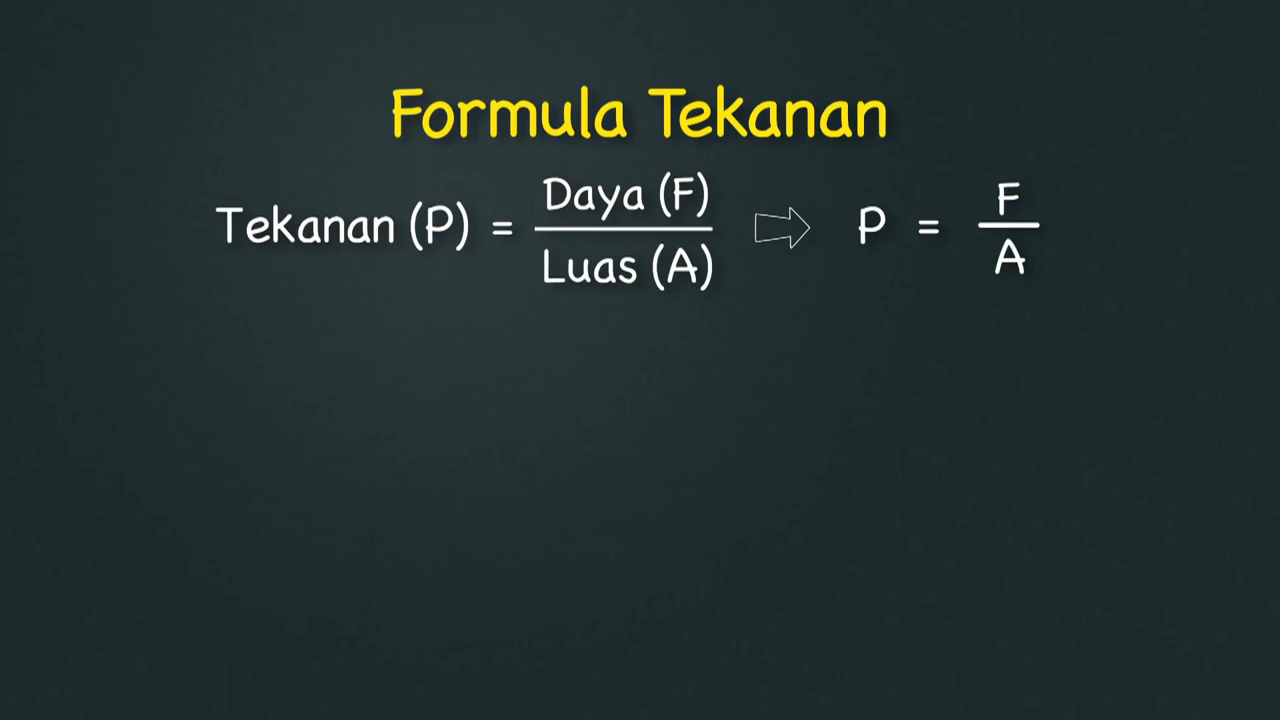 Formula Tekanan
Tekanan (P) = Daya (F) / Luas (A) ⇨ P = F / A